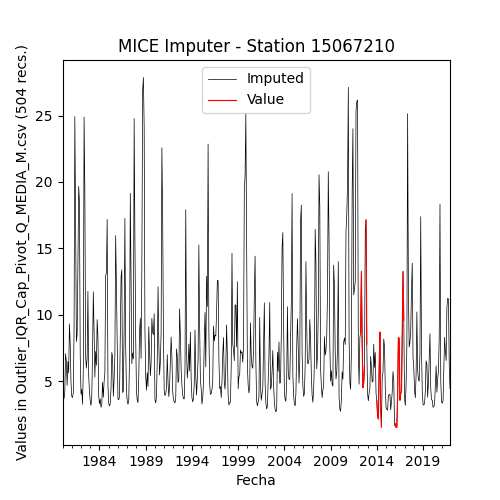 MICE Imputer - Station 15067210
Values in Outlier_IQR_Cap_Pivot_Q_MEDIA_M.csv (504 recs.)
Imputed
Value
25
20
15
10
5
1984 1989 1994 1999 2004 2009 2014 2019
Fecha